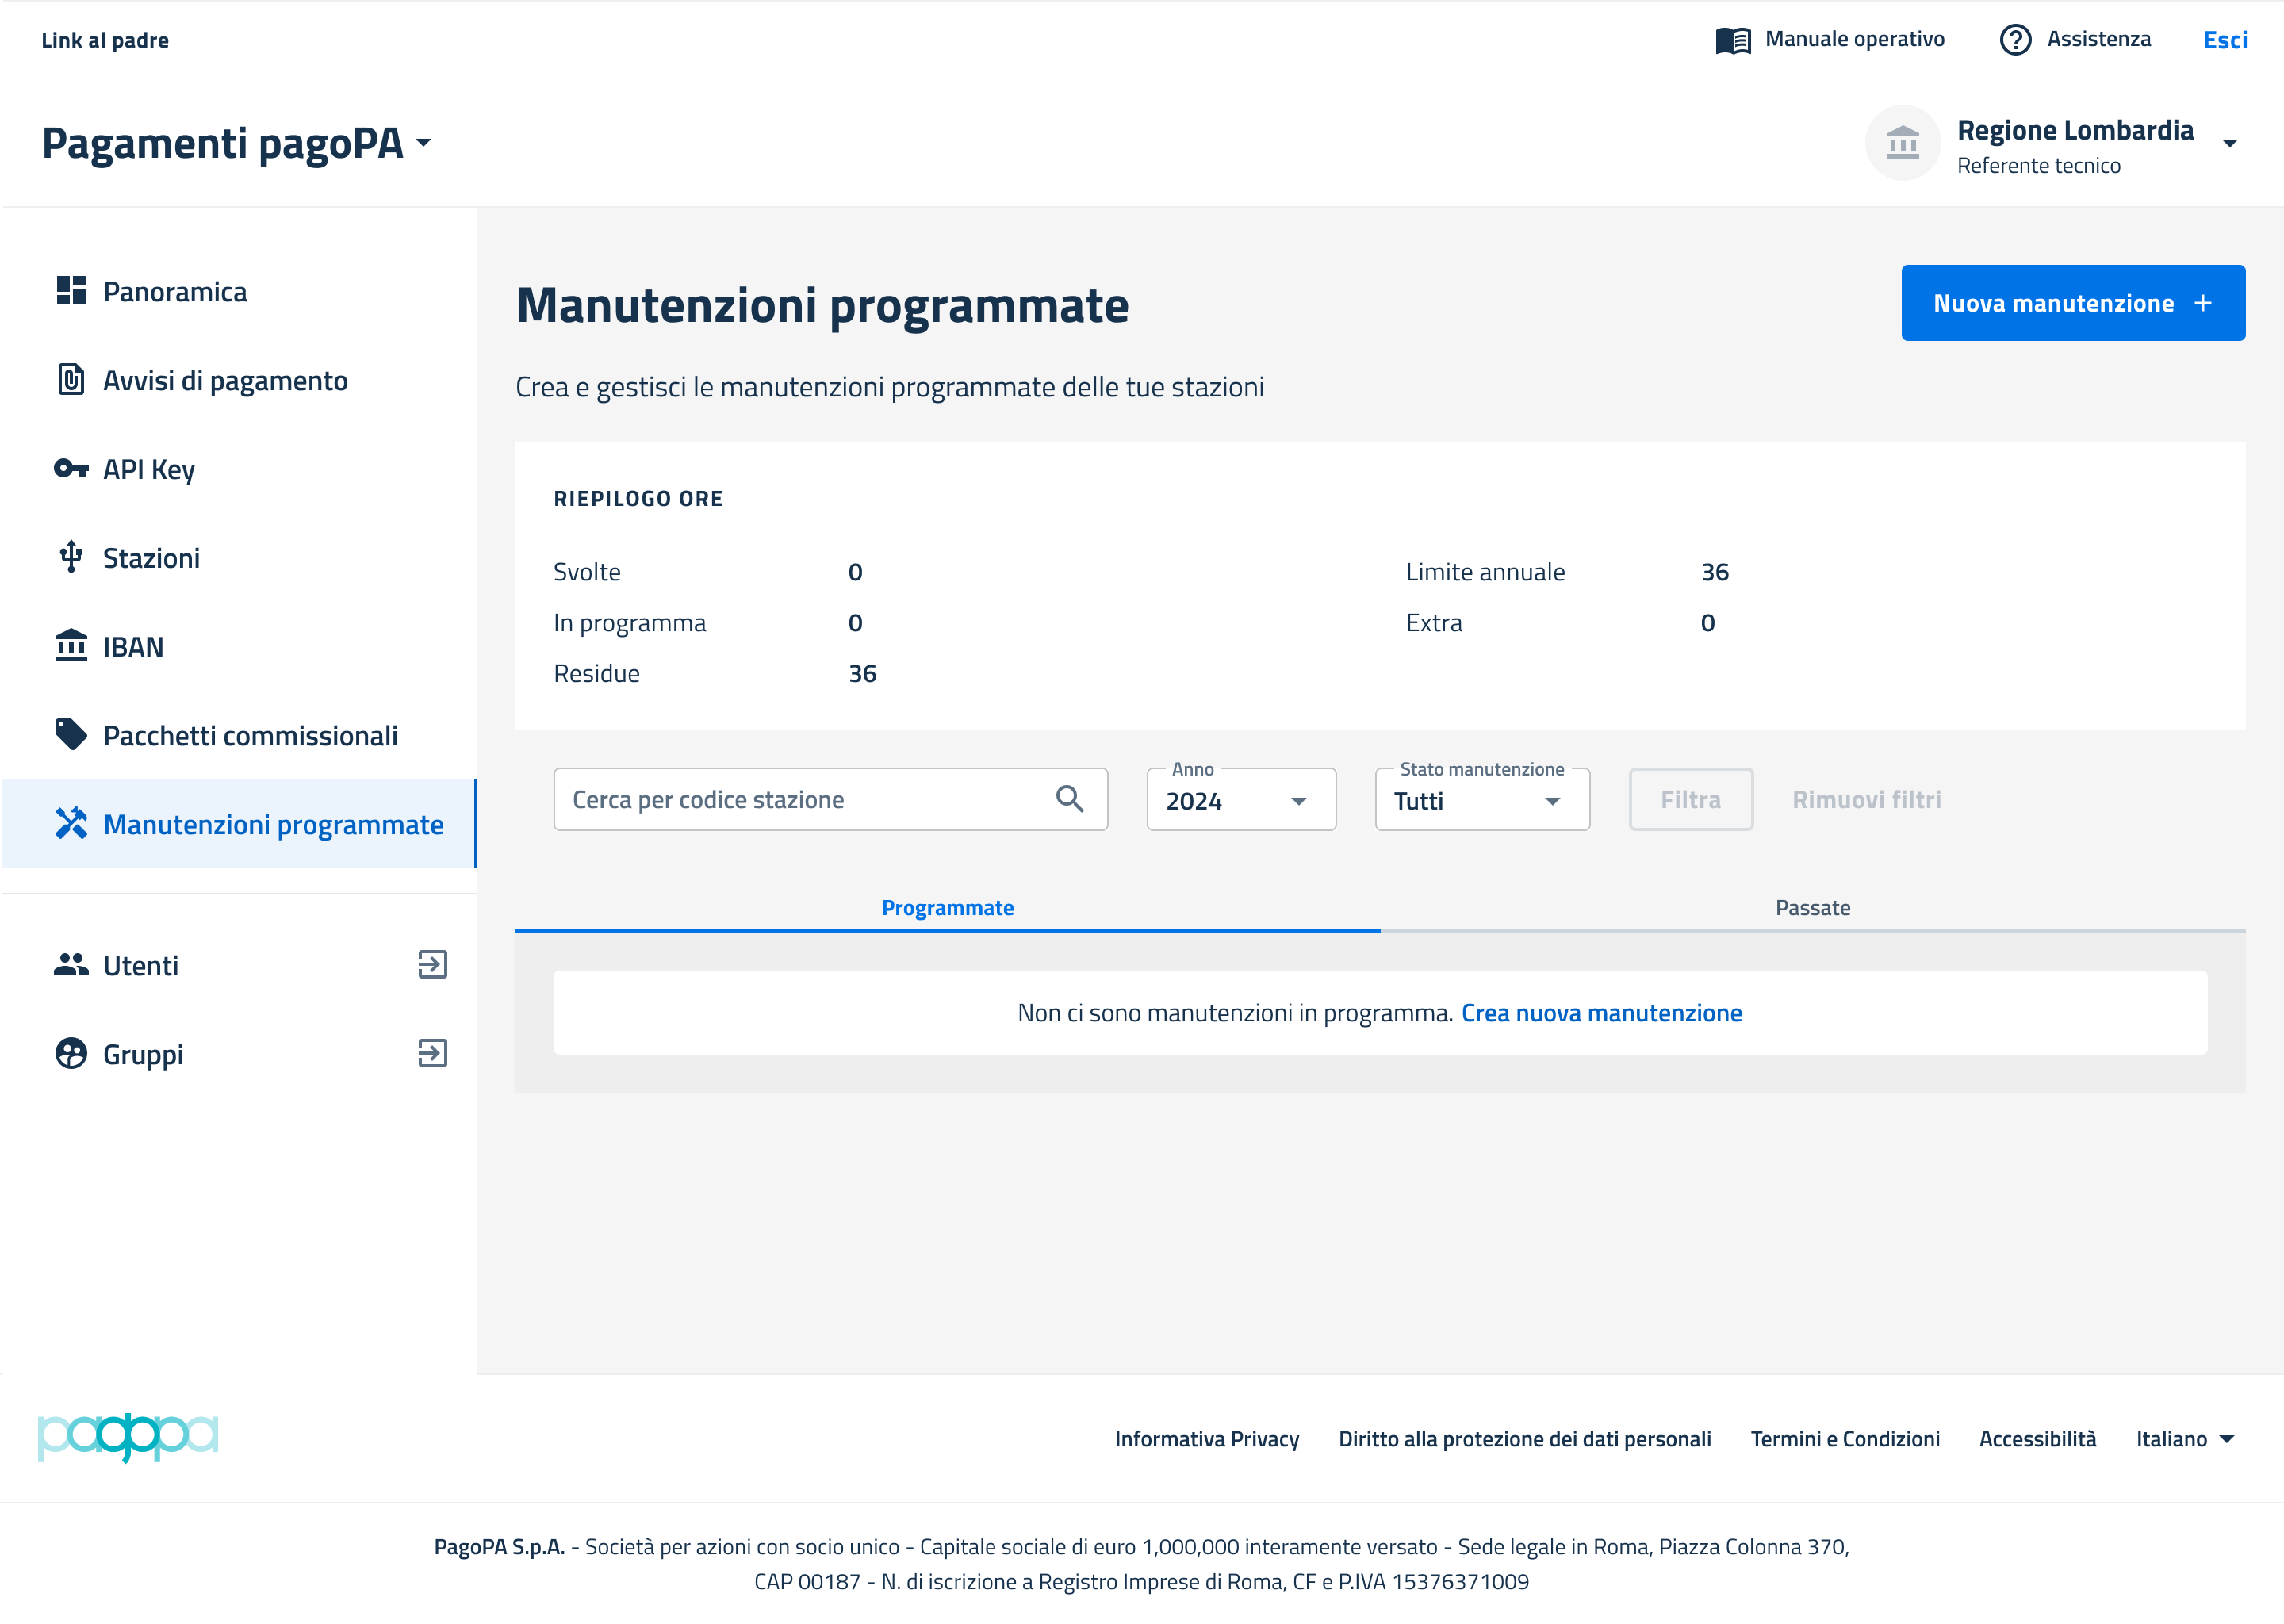 Link al padre
Manuale operativo
Assistenza
Esci
Pagamenti pagoPA
Regione Lombardia
Referente tecnico
Panoramica
Avvisi di pagamento
API Key
Stazioni
IBAN
Pacchetti commissionali
Manutenzioni programmate
Utenti
Gruppi
Manutenzioni programmate
Nuova manutenzione +
Crea e gestisci le manutenzioni programmate delle tue stazioni
RIEPILOGO ORE
Svolte 0
In programma 0
Residue 36
Limite annuale 36
Extra 0
Cerca per codice stazione
Anno
2024
Stato manutenzione
Tutti
Filtra
Rimuovi filtri
Programmate
Passate
Non ci sono manutenzioni in programma. Crea nuova manutenzione
pagopa
Informativa Privacy
Diritto alla protezione dei dati personali
Termini e Condizioni
Accessibilità
Italiano
PagoPA S.p.A. - Società per azioni con socio unico - Capitale sociale di euro 1,000,000 interamente versato - Sede legale in Roma, Piazza Colonna 370,
CAP 00187 - N. di iscrizione a Registro Imprese di Roma, CF e P.IVA 15376371009